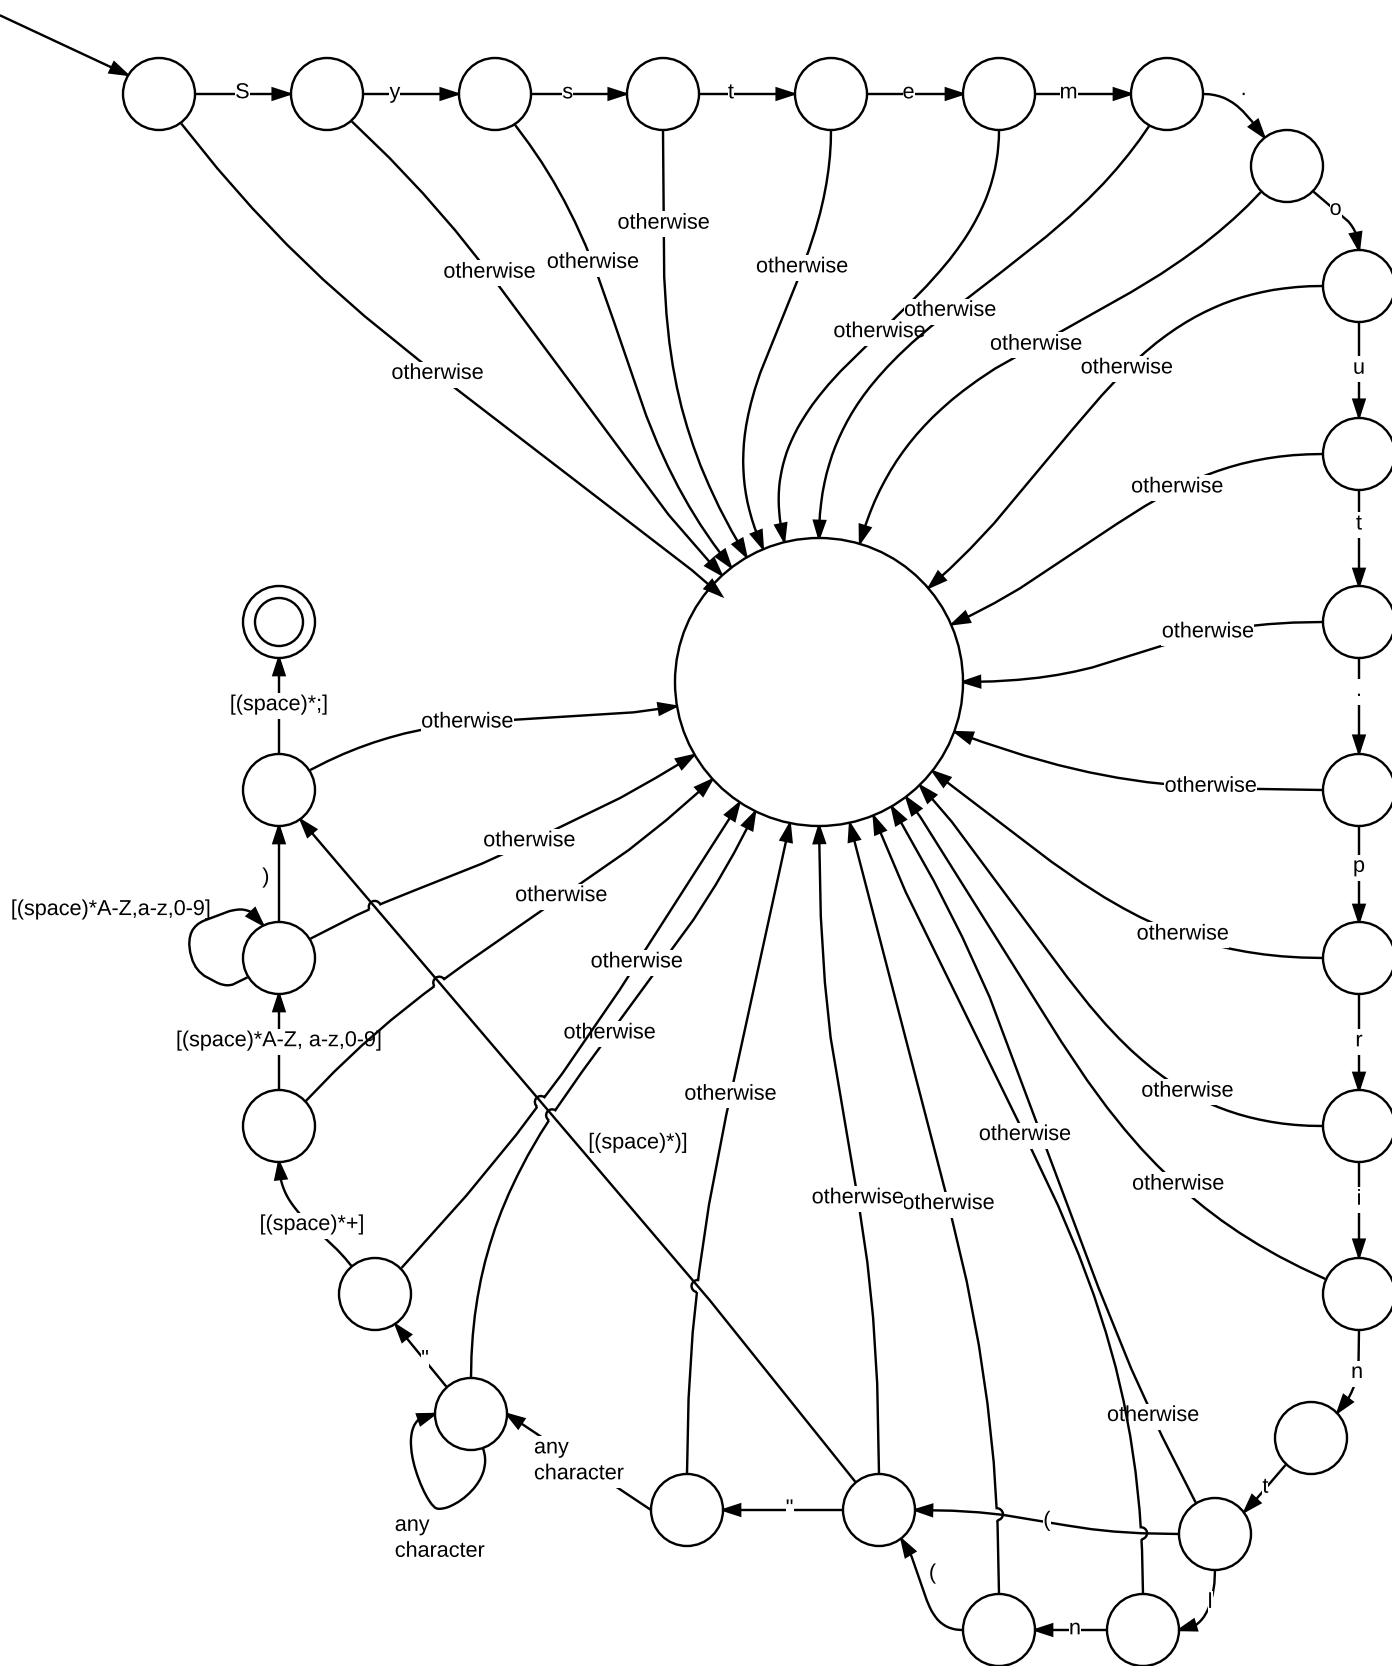 S
y
s
t
e
m
.
o
otherwise
otherwise
otherwise
otherwise
otherwise
otherwise
otherwise
otherwise
otherwise
u
otherwise
otherwise
t
otherwise
.
[(space)*;]
otherwise
otherwise
otherwise
p
)
otherwise
[(space)*A-Z,a-z,0-9]
otherwise
otherwise
otherwise
[(space)*A-Z, a-z,0-9]
r
otherwise
otherwise
otherwise
[(space)*)]
otherwise
i
otherwise
otherwise
[(space)*+]
"
n
otherwise
any
character
t
"
(
any
character
(
l
n